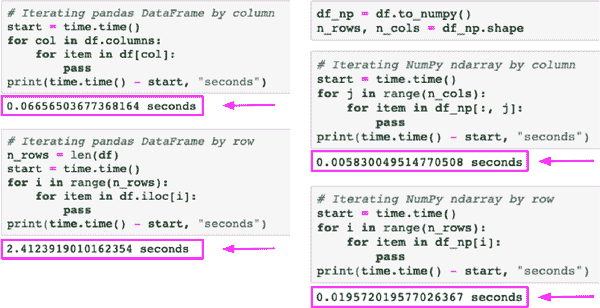 # Iterating pandas DataFrame by column
start = time.time()
for col in df.columns:
    for item in df[col]:
        pass
print(time.time() - start, "seconds")
0.06656503677368164 seconds
# Iterating pandas DataFrame by row
n_rows = len(df)
start = time.time()
for i in range(n_rows):
    for item in df.iloc[i]:
        pass
print(time.time() - start, "seconds")
2.4123919010162354 seconds
df_np = df.to_numpy()
n_rows, n_cols = df_np.shape
# Iterating NumPy ndarray by column
start = time.time()
for j in range(n_cols):
    for item in df_np[:, j]:
        pass
print(time.time() - start, "seconds")
0.005830049514770508 seconds
# Iterating NumPy ndarray by row
start = time.time()
for i in range(n_rows):
    for item in df_np[i]:
        pass
print(time.time() - start, "seconds")
0.019572019577026367 seconds